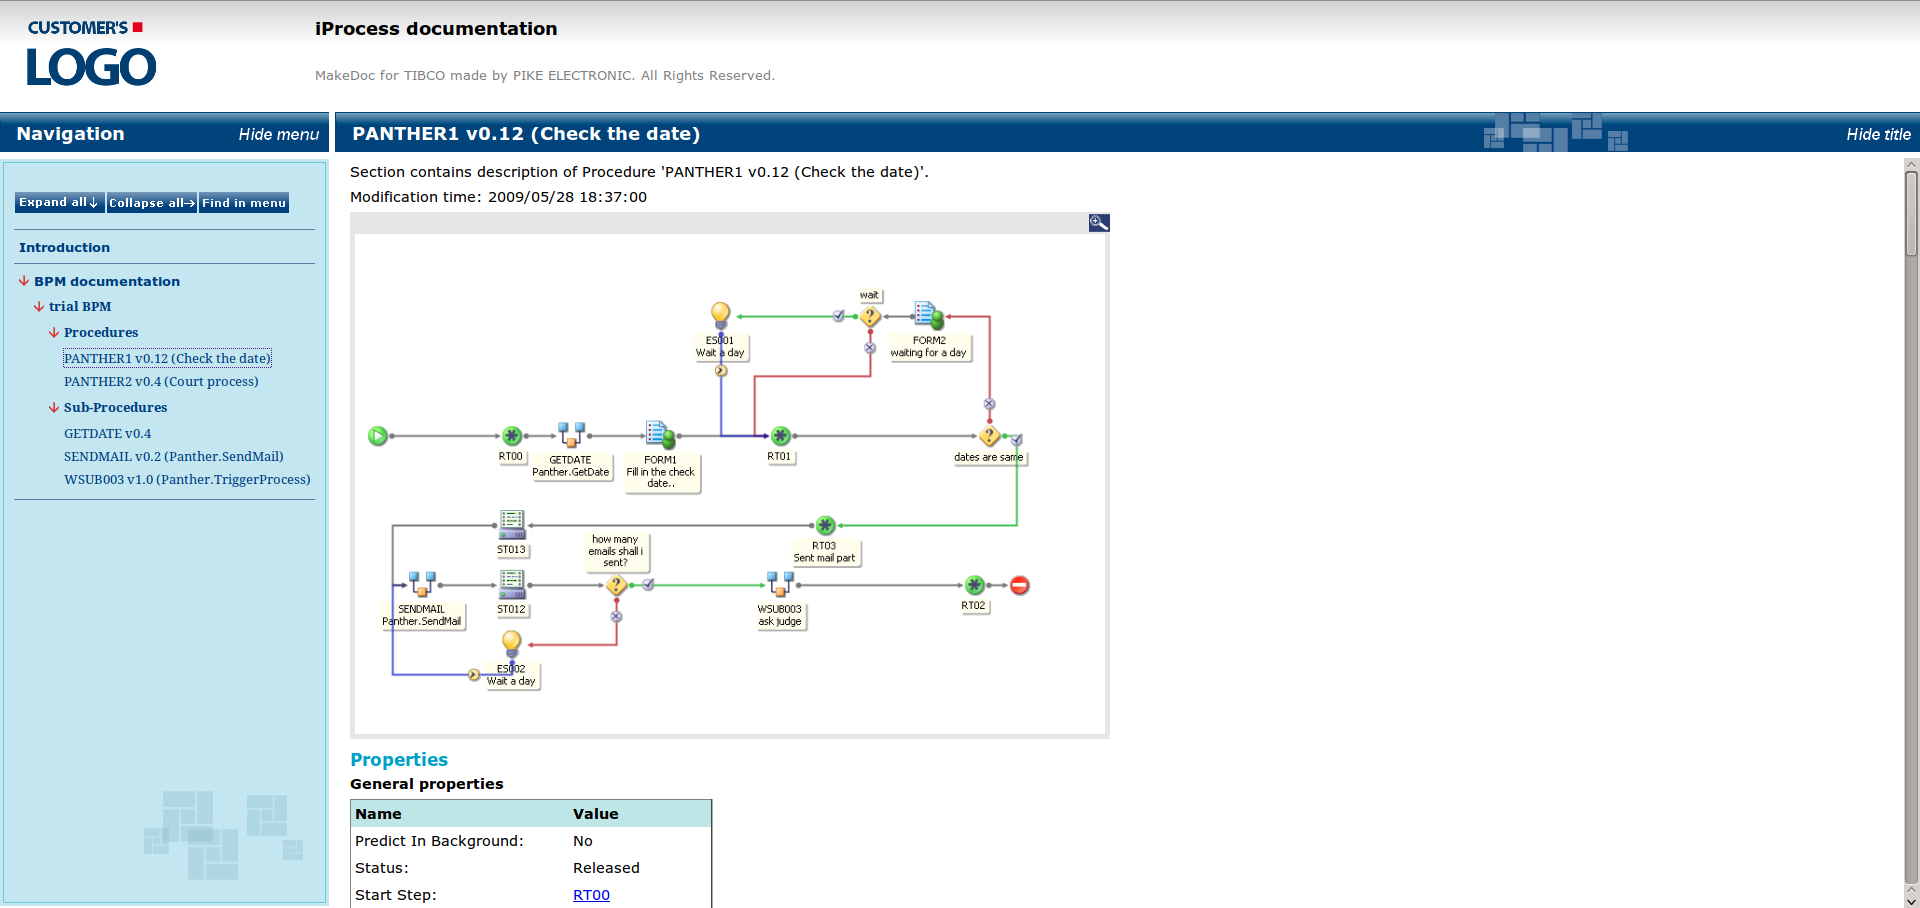 CUSTOMER'S
LOGO
iProcess documentation
MakeDoc for TIBCO made by PIKE ELECTRONIC. All Rights Reserved.
Navigation
Hide menu
PANTHER1 v0.12 (Check the date)
Hide title
Expand all
Collapse all
Find in menu
Introduction
BPM documentation
trial BPM
Procedures
PANTHER1 v0.12 (Check the date)
PANTHER2 v0.4 (Court process)
Sub-Procedures
GETDATE v0.4
SENDMAIL v0.2 (Panther.SendMail)
WSUB003 v1.0 (Panther.TriggerProcess)
Section contains description of Procedure 'PANTHER1 v0.12 (Check the date)'.
Modification time: 2009/05/28 18:37:00
wait
ES001
Wait a day
FORM2
waiting for a day
RT00
GETDATE
Panther.GetDate
FORM1
Fill in the check
date..
RT01
dates are same
ST013
how many
emails shall i
sent?
RT03
Sent mail part
SENDMAIL
Panther.SendMail
ST012
WSUB003
ask judge
RT02
ES002
Wait a day
Properties
General properties
Name Value
Predict In Background: No
Status: Released
Start Step: RT00